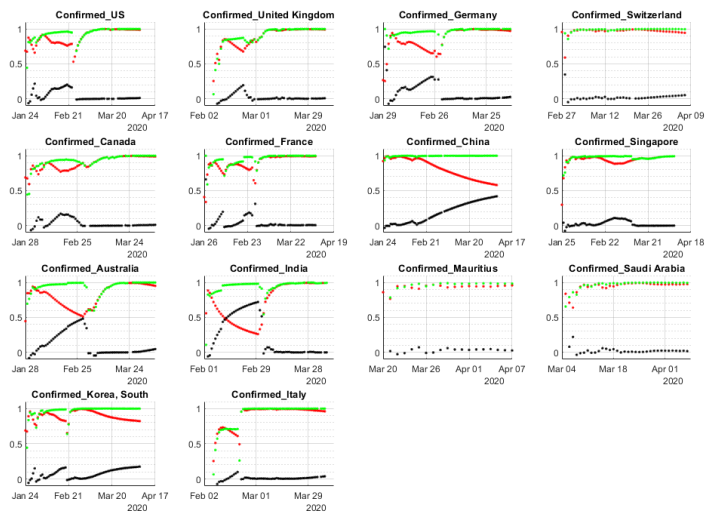 Confirmed_US
1
0.5
0
Jan 24 Feb 21 Mar 20 Apr 17
2020
Confirmed_United Kingdom
1
0.5
0
Feb 02 Mar 01 Mar 29
2020
Confirmed_Germany
1
0.5
0
Jan 29 Feb 26 Mar 25
2020
Confirmed_Switzerland
1
0.5
0
Feb 27 Mar 12 Mar 26 Apr 09
2020
Confirmed_Canada
1
0.5
0
Jan 28 Feb 25 Mar 24
2020
Confirmed_France
1
0.5
0
Jan 26 Feb 23 Mar 22 Apr 19
2020
Confirmed_China
1
0.5
0
Jan 24 Feb 21 Mar 20 Apr 17
2020
Confirmed_Singapore
1
0.5
0
Jan 25 Feb 22 Mar 21 Apr 18
2020
Confirmed_Australia
1
0.5
0
Jan 28 Feb 25 Mar 24
2020
Confirmed_India
1
0.5
0
Feb 01 Feb 29 Mar 28
2020
Confirmed_Mauritius
1
0.5
0
Mar 20 Mar 26 Apr 01 Apr 07
2020
Confirmed_Saudi Arabia
1
0.5
0
Mar 04 Mar 18 Apr 01
2020
Confirmed_Korea, South
1
0.5
0
Jan 24 Feb 21 Mar 20 Apr 17
2020
Confirmed_Italy
1
0.5
0
Feb 02 Mar 01 Mar 29
2020